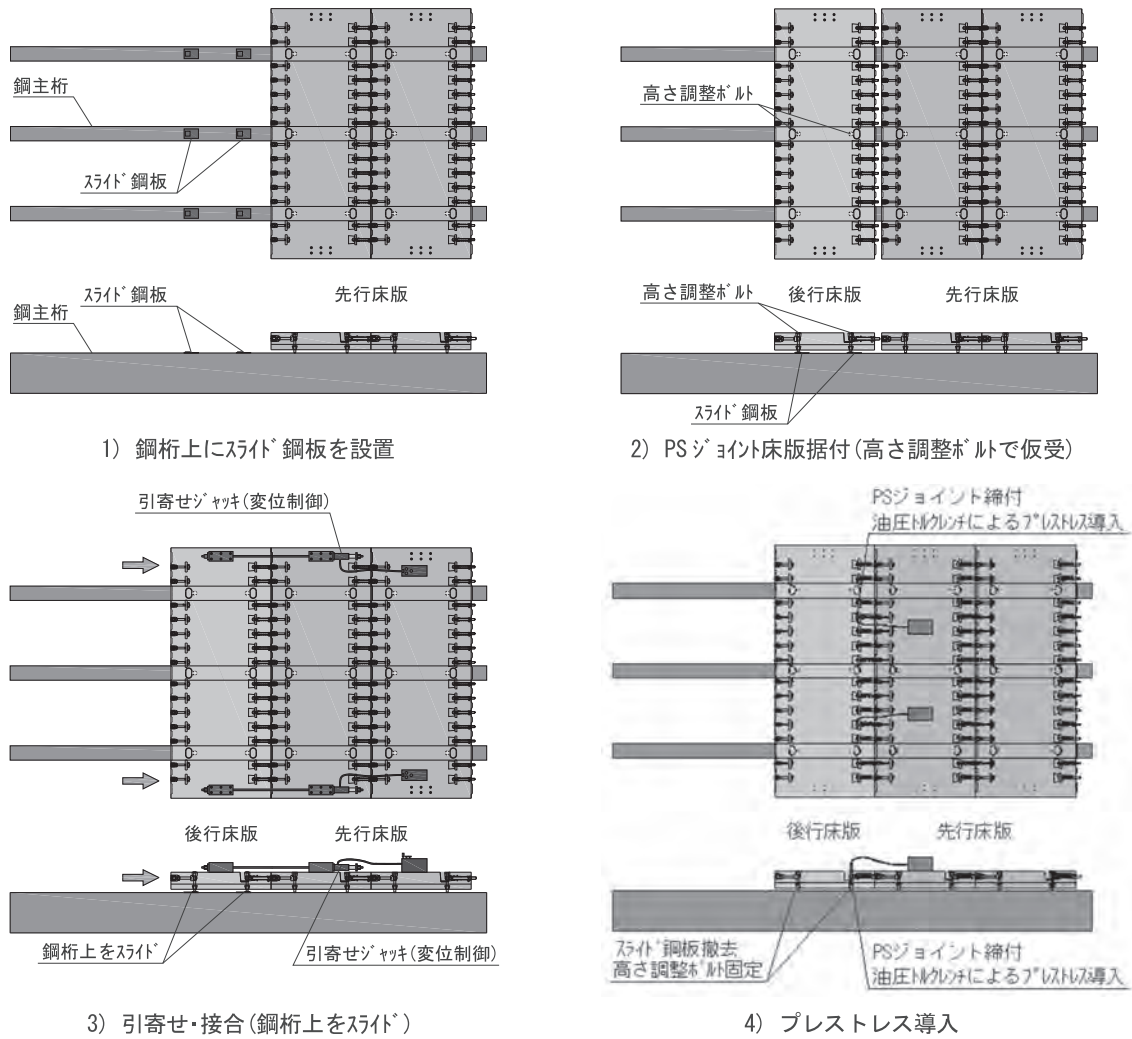 鋼主桁
スライド鋼板
スライド鋼板
先行床版
鋼主桁
1) 鋼桁上にスライド鋼板を設置
高さ調整ボルト
高さ調整ボルト
後行床版
先行床版
スライド鋼板
2) PSジョイント床版据付(高さ調整ボルトで仮受)
引寄せジャッキ(変位制御)
後行床版
先行床版
鋼桁上をスライド
引寄せジャッキ(変位制御)
3) 引寄せ・接合(鋼桁上をスライド)
PSジョイント締付
油圧トルクレンチによるプレストレス導入
後行床版
先行床版
スライド鋼板撤去
高さ調整ボルト固定
PSジョイント締付
油圧トルクレンチによるプレストレス導入
4) プレストレス導入